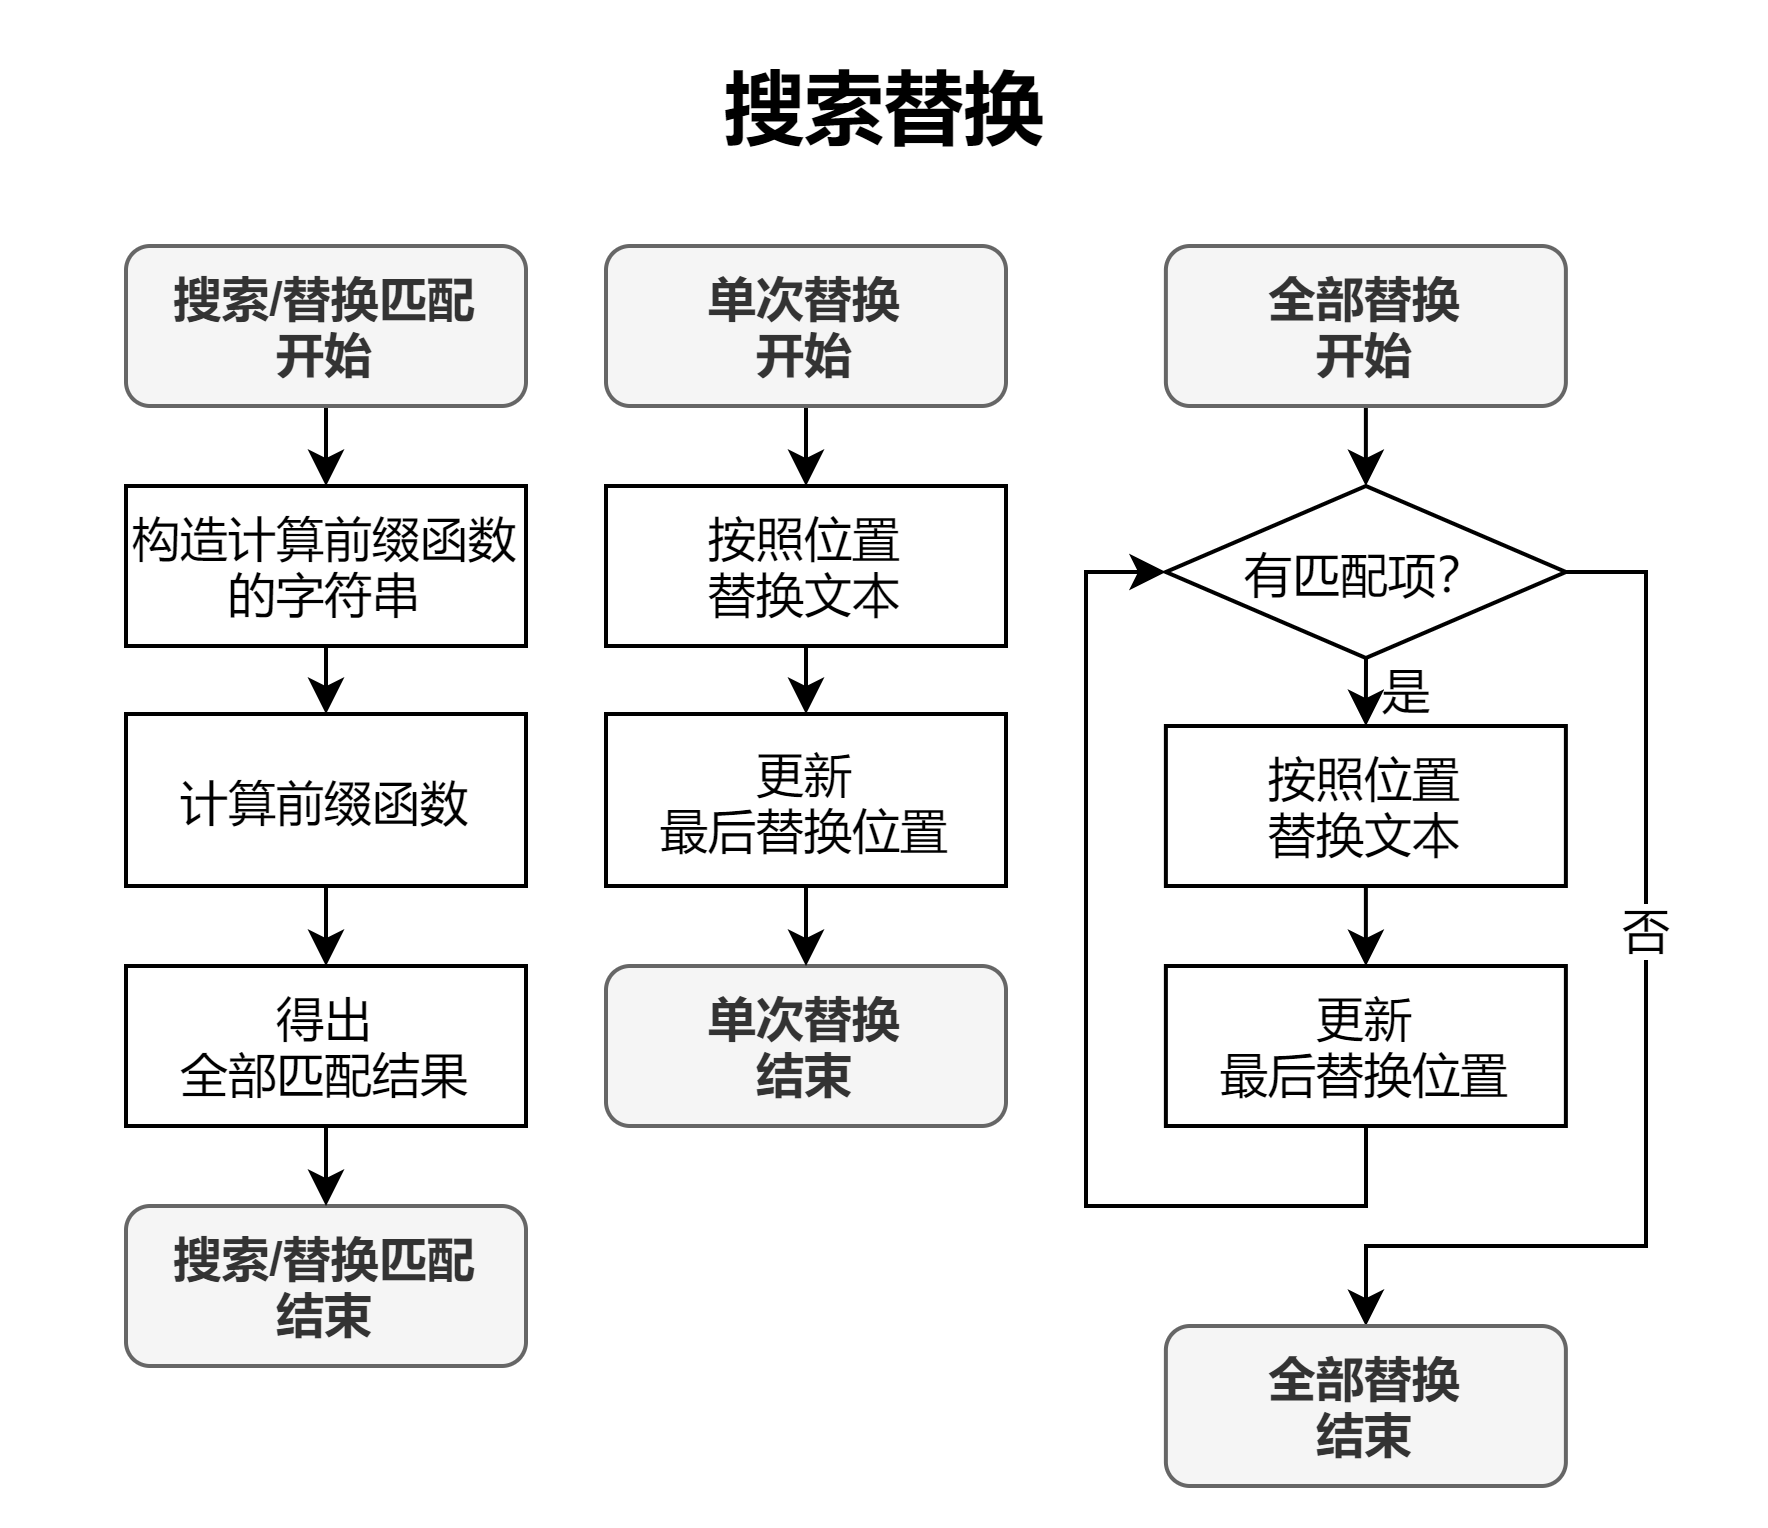 搜索替换
搜索/替换匹配
开始
构造计算前缀函数
的字符串
计算前缀函数
得出
全部匹配结果
搜索/替换匹配
结束
单次替换
开始
按照位置
替换文本
更新
最后替换位置
单次替换
结束
全部替换
开始
有匹配项?
是
按照位置
替换文本
否
更新
最后替换位置
全部替换
结束